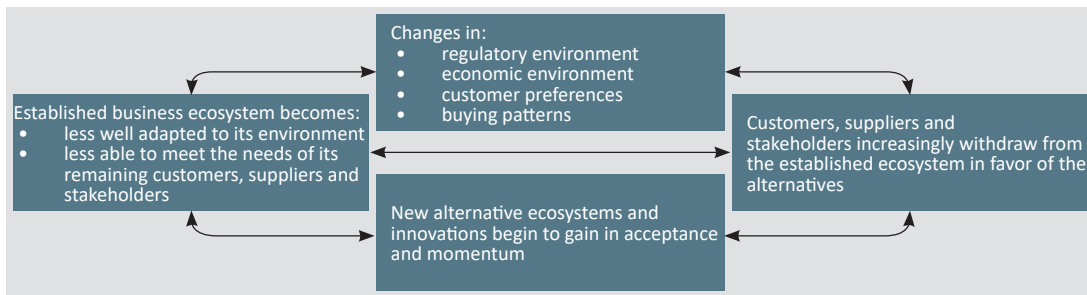 Changes in:
• regulatory environment
• economic environment
• customer preferences
• buying patterns
Established business ecosystem becomes:
• less well adapted to its environment
• less able to meet the needs of its
remaining customers, suppliers and
stakeholders
Customers, suppliers and
stakeholders increasingly withdraw from
the established ecosystem in favor of the
alternatives
New alternative ecosystems and
innovations begin to gain in acceptance
and momentum